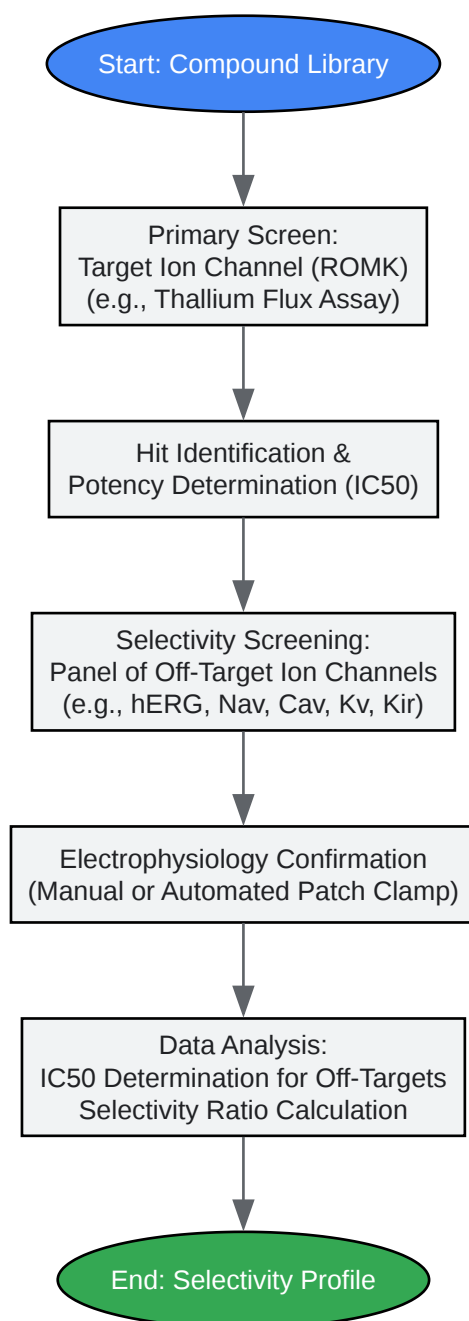 Start: Compound Library
Primary Screen:
Target Ion Channel (ROMK)
(e.g., Thallium Flux Assay)
Hit Identification &
Potency Determination (IC50)
Selectivity Screening:
Panel of Off-Target Ion Channels
(e.g., hERG, Nav, Cav, Kv, Kir)
Electrophysiology Confirmation
(Manual or Automated Patch Clamp)
Data Analysis:
IC50 Determination for Off-Targets
Selectivity Ratio Calculation
End: Selectivity Profile